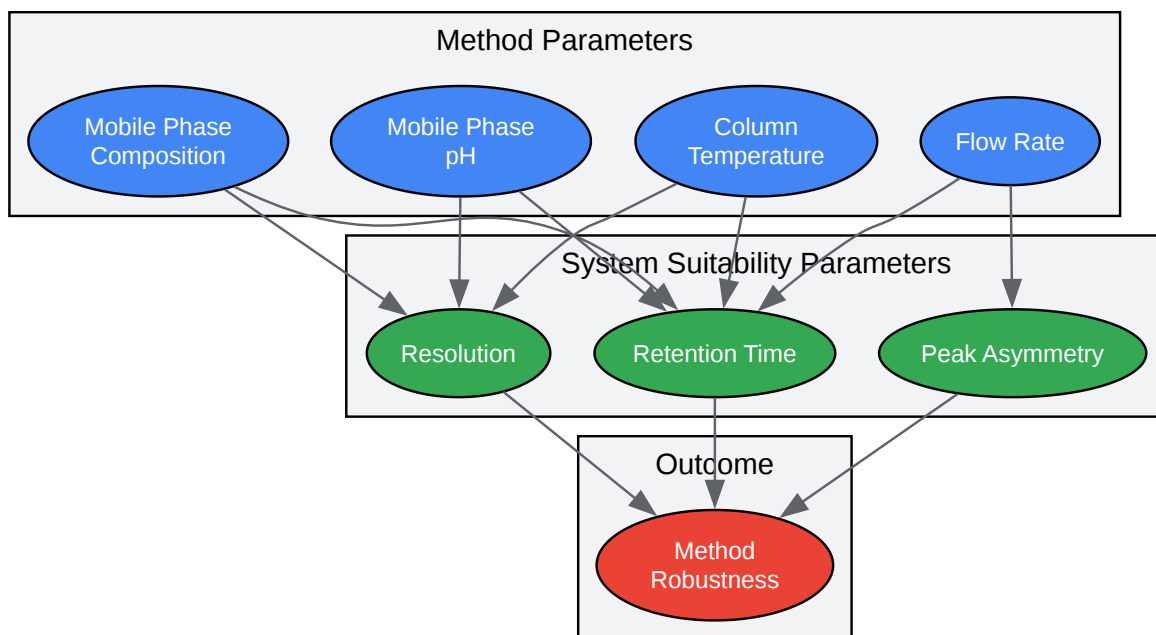 Method Parameters
Mobile Phase
Composition
Mobile Phase
pH
Column
Temperature
Flow Rate
System Suitability Parameters
Resolution
Retention Time
Peak Asymmetry
Outcome
Method
Robustness